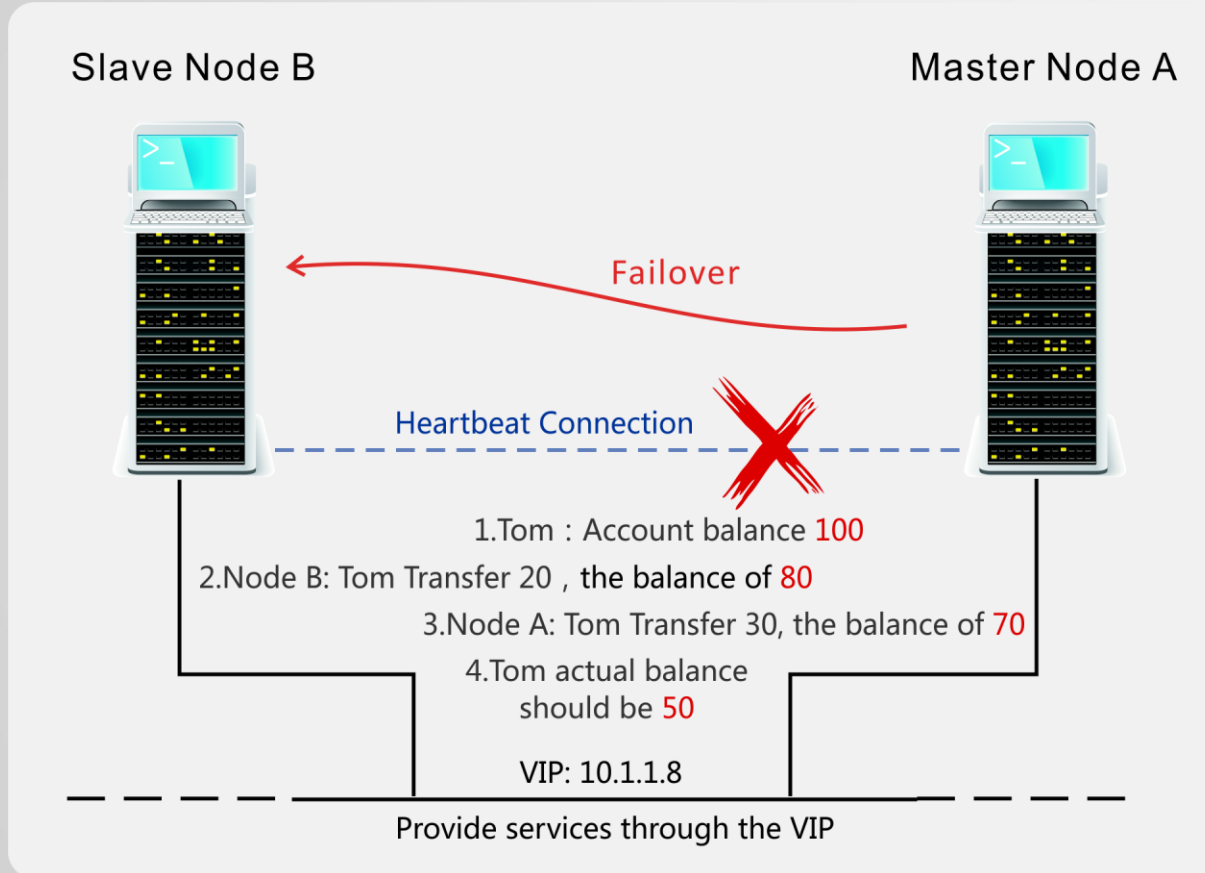 Slave Node B
Master Node A
>_
>_
Failover
Heartbeat Connection
1.Tom：Account balance 100
2.Node B: Tom Transfer 20，the balance of 80
3.Node A: Tom Transfer 30, the balance of 70
4.Tom actual balance
should be 50
VIP: 10.1.1.8
Provide services through the VIP